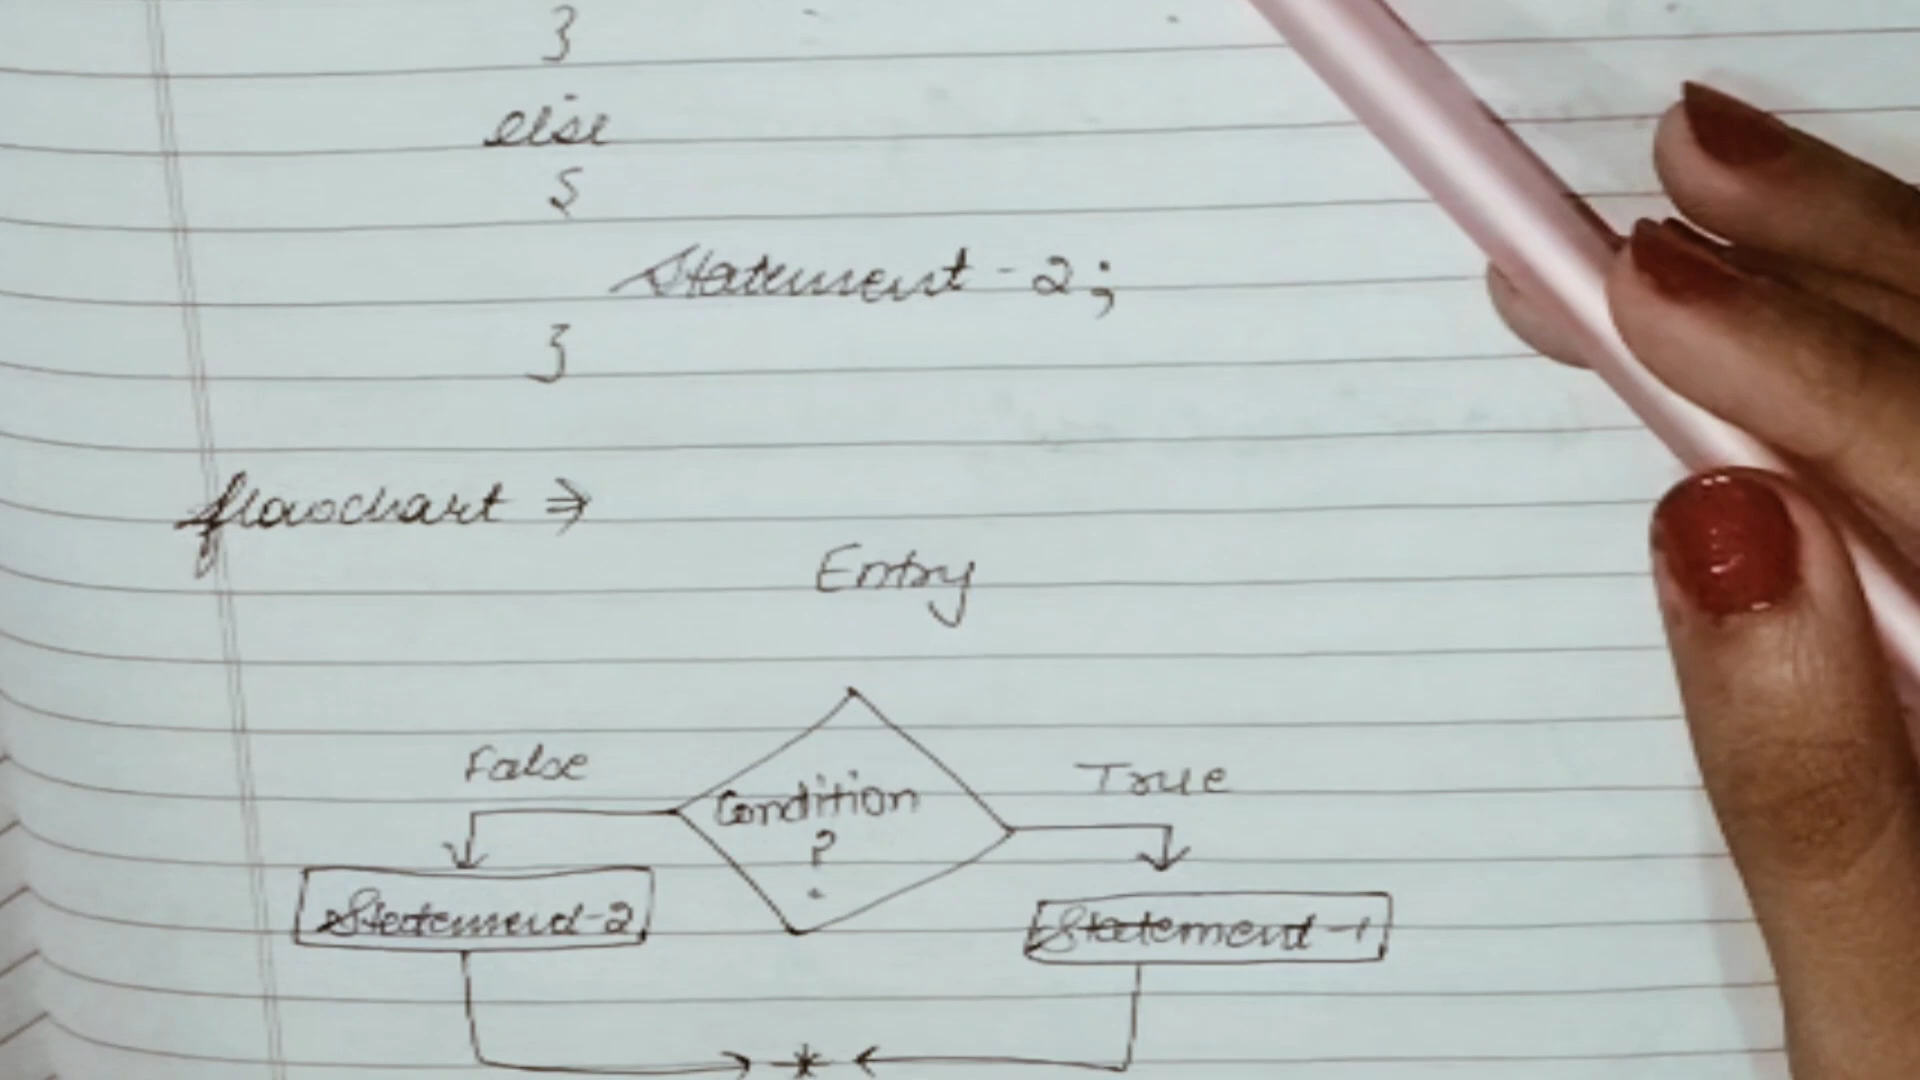 }
else
{
Statement-2;
}
flowchart ⇒
Entry
False
True
Condition
?
Statement-2
Statement-1
*